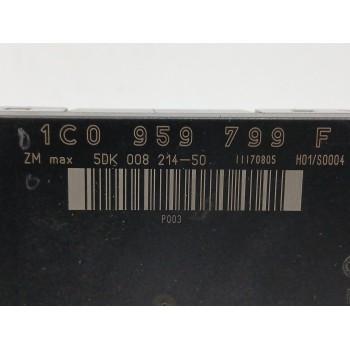 1C0 959 799 F
ZM max 5DK 008 214-50 11170805 H01/S0004
P003